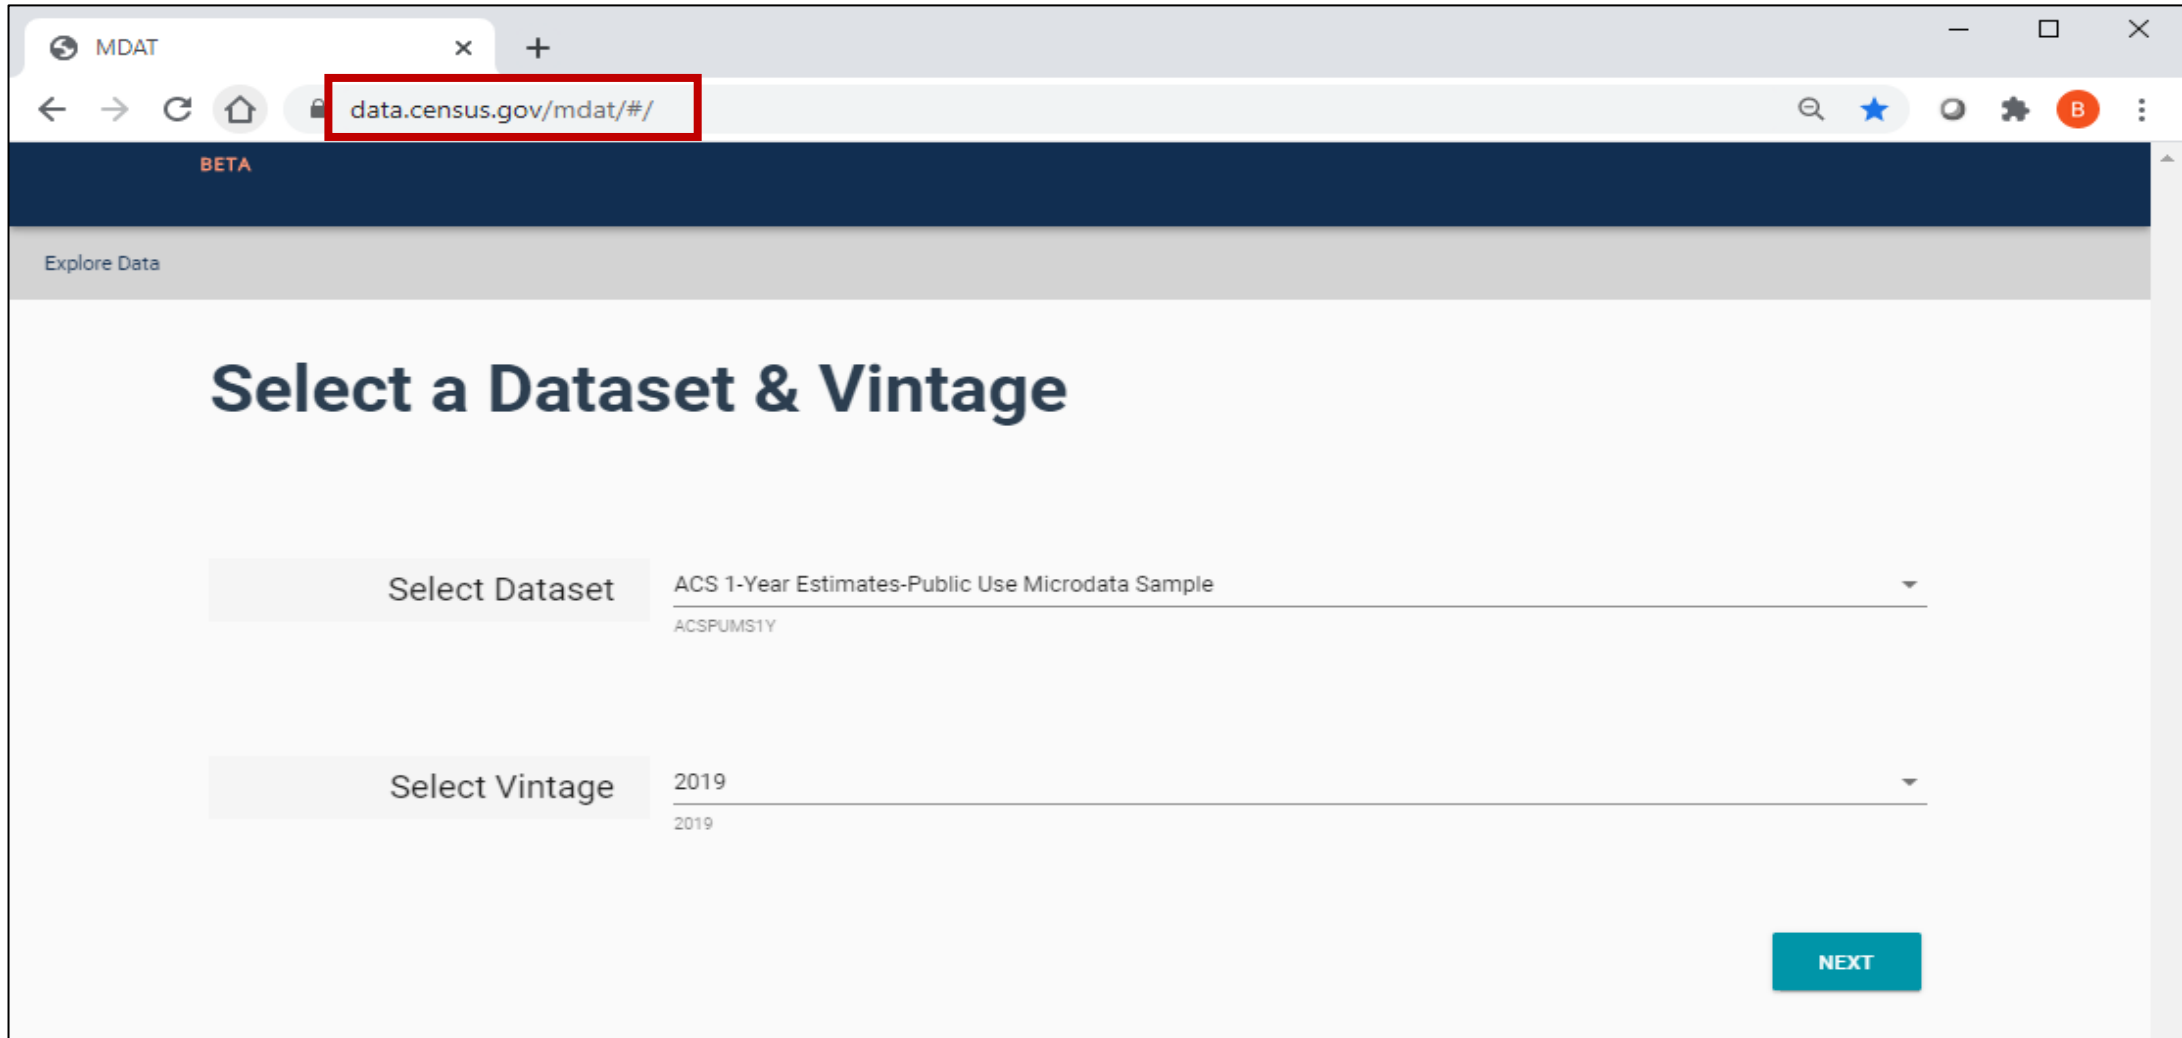 MDAT
data.census.gov/mdat/#/
B
BETA
Explore Data
Select a Dataset & Vintage
Select Dataset
ACS 1-Year Estimates-Public Use Microdata Sample
ACSPUMS1Y
Select Vintage
2019
2019
NEXT